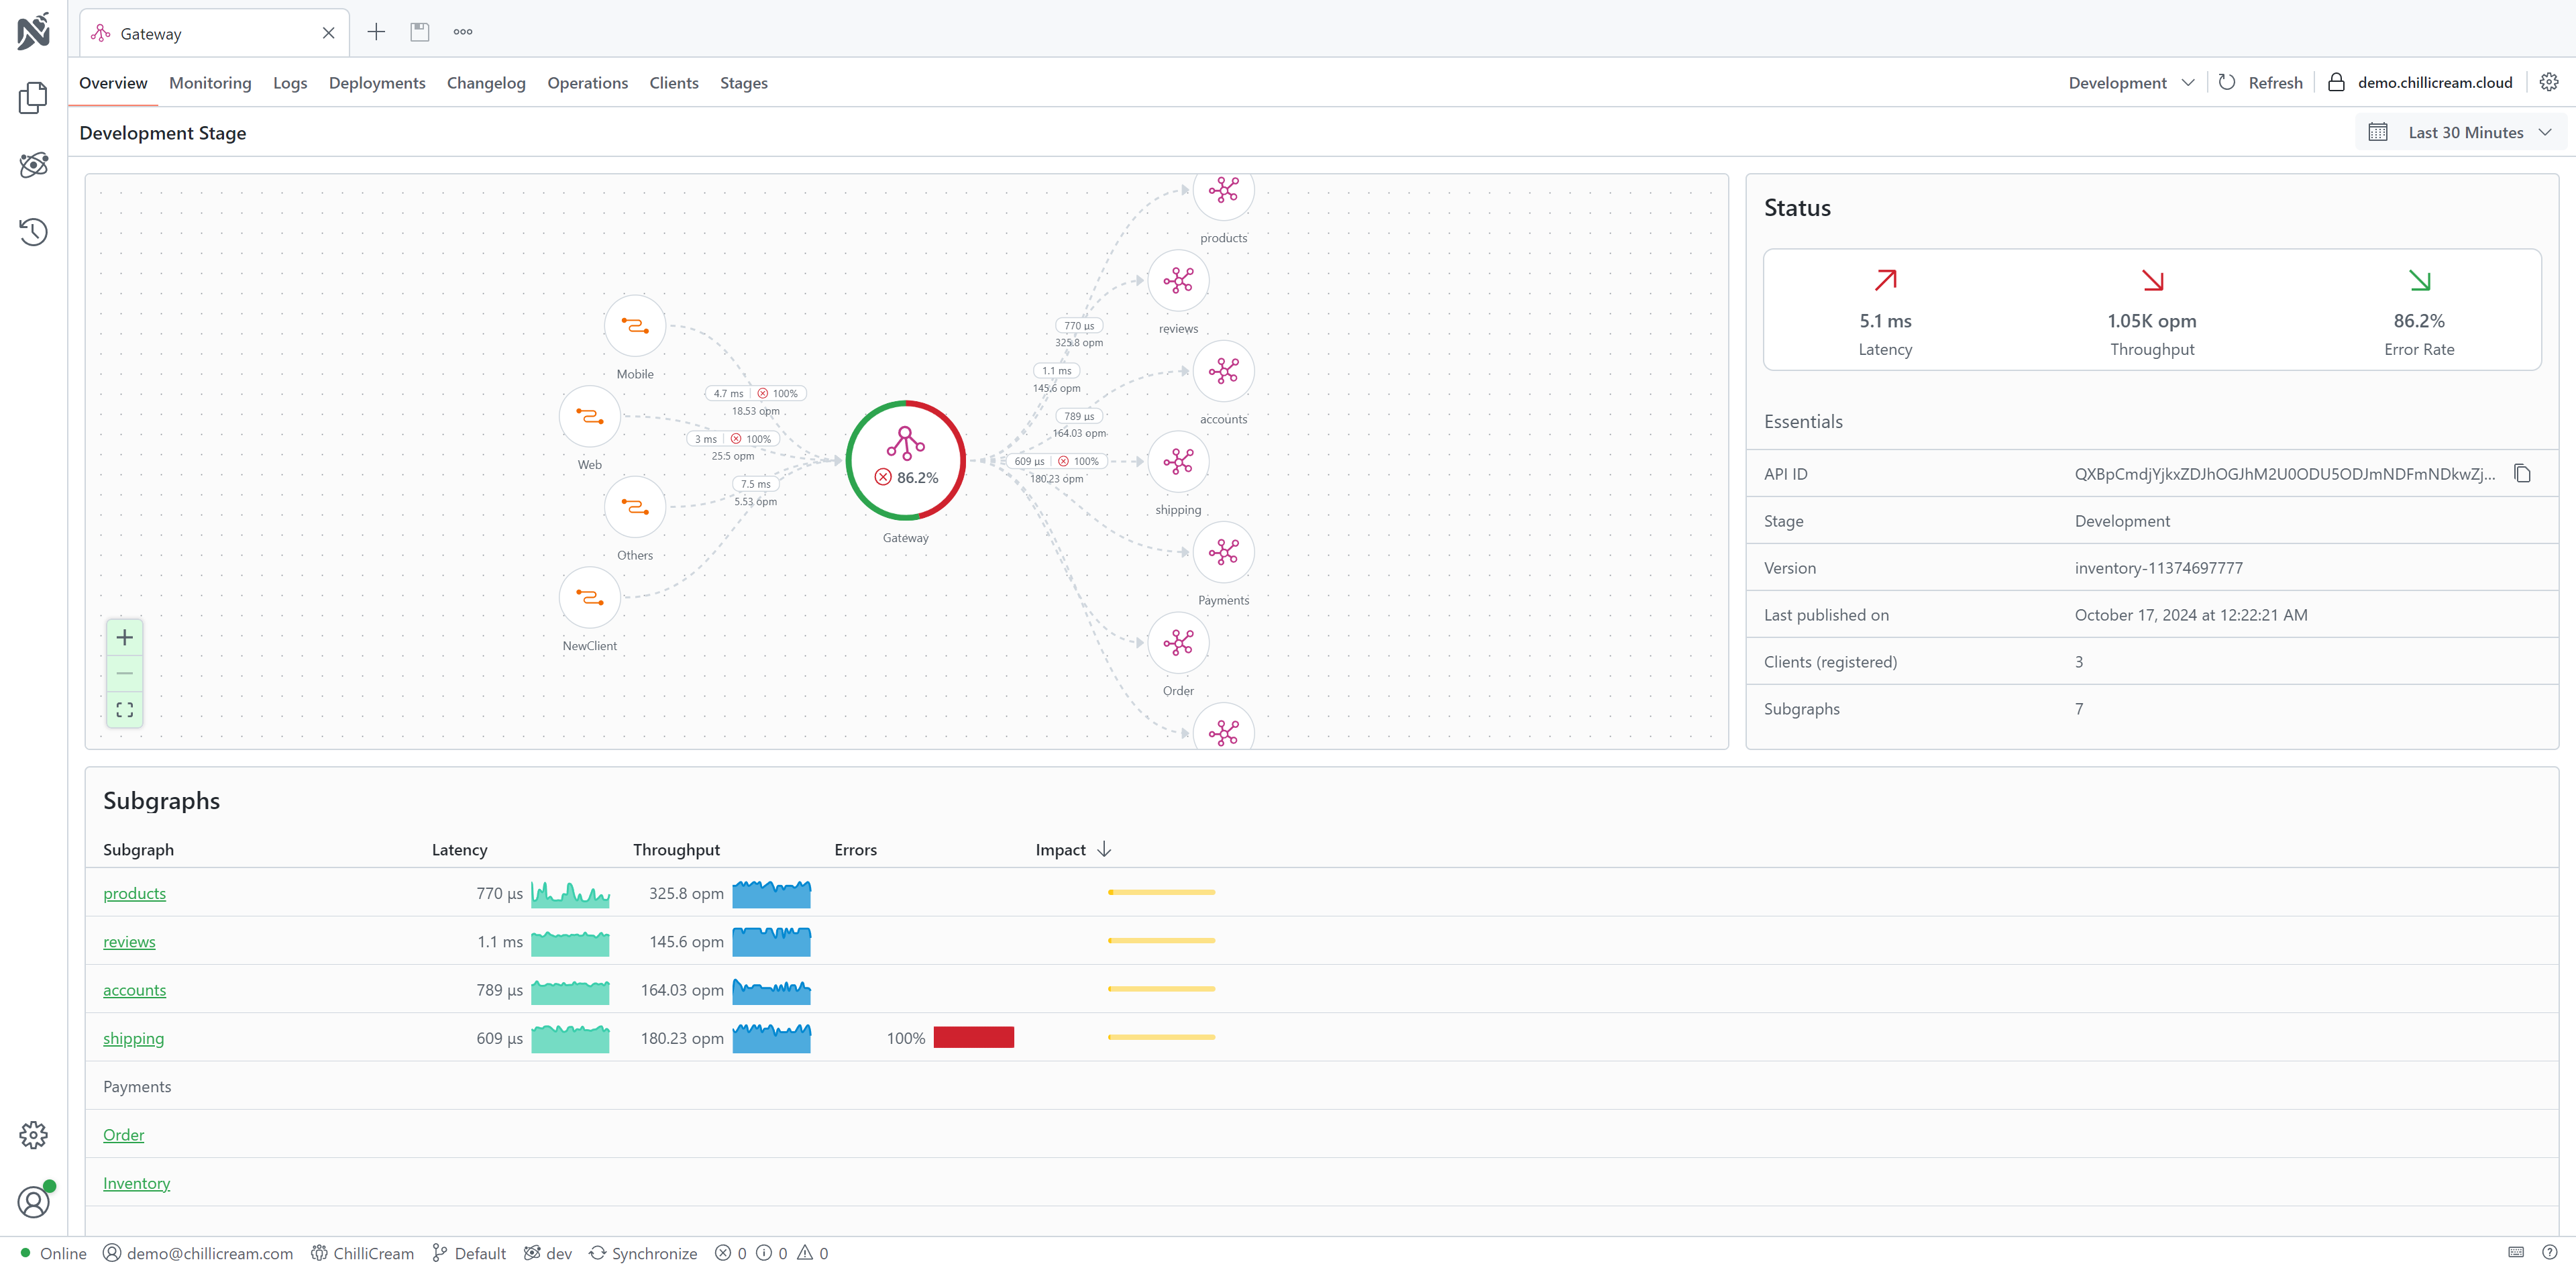 Gateway
Overview Monitoring Logs Deployments Changelog Operations Clients Stages
Development Refresh demo.chillicream.cloud
Development Stage
Last 30 Minutes
products
reviews
accounts
shipping
Payments
Order
770 µs
325.8 opm
1.1 ms
145.6 opm
789 µs
164.03 opm
609 µs 100%
180.23 opm
Mobile
Web
Others
NewClient
4.7 ms 100%
18.53 opm
3 ms 100%
25.5 opm
7.5 ms
5.53 opm
86.2%
Gateway
Status
5.1 ms 1.05K opm 86.2%
Latency Throughput Error Rate
Essentials
API ID QXBpCmdjYjkxZDJhOGJhM2U0ODU5ODJmNDFmNDkwZj...
Stage Development
Version inventory-11374697777
Last published on October 17, 2024 at 12:22:21 AM
Clients (registered) 3
Subgraphs 7
Subgraphs
Subgraph Latency Throughput Errors Impact
products 770 µs 325.8 opm
reviews 1.1 ms 145.6 opm
accounts 789 µs 164.03 opm
shipping 609 µs 180.23 opm 100%
Payments
Order
Inventory
Online demo@chillicream.com ChilliCream Default dev Synchronize 0 0 0